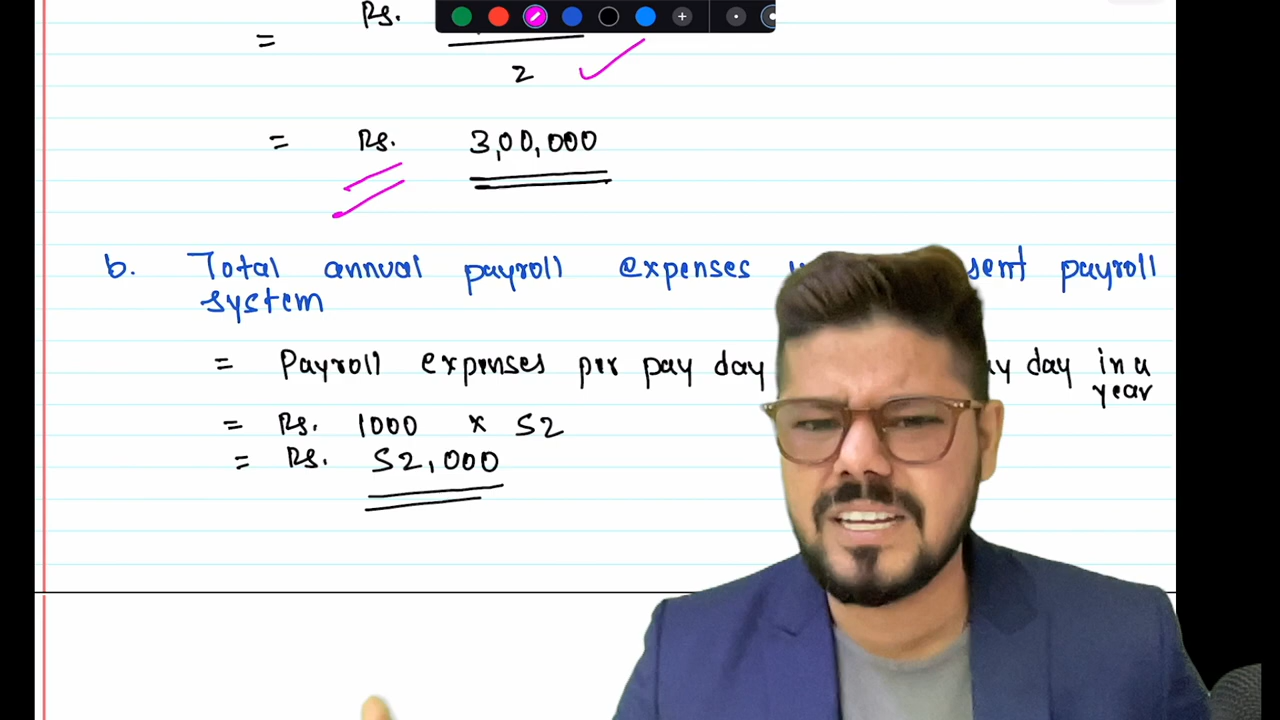 Rs.
=
2
= Rs. 3,00,000
b. Total annual payroll expenses payroll
system
= Payroll expenses per pay day day in a
year
= Rs. 1000 × 52
= Rs. 52,000